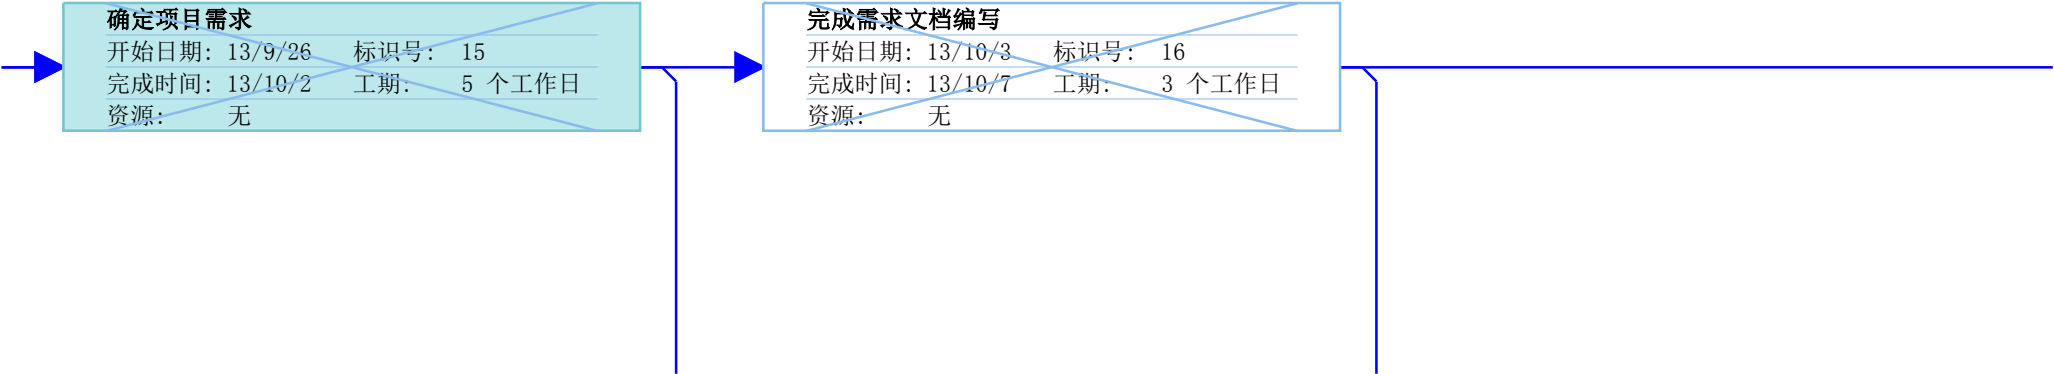 确定项目需求
开始日期: 13/9/26 标识号: 15
完成时间: 13/10/2 工期: 5 个工作日
资源: 无
完成需求文档编写
开始日期: 13/10/3 标识号: 16
完成时间: 13/10/7 工期: 3 个工作日
资源: 无